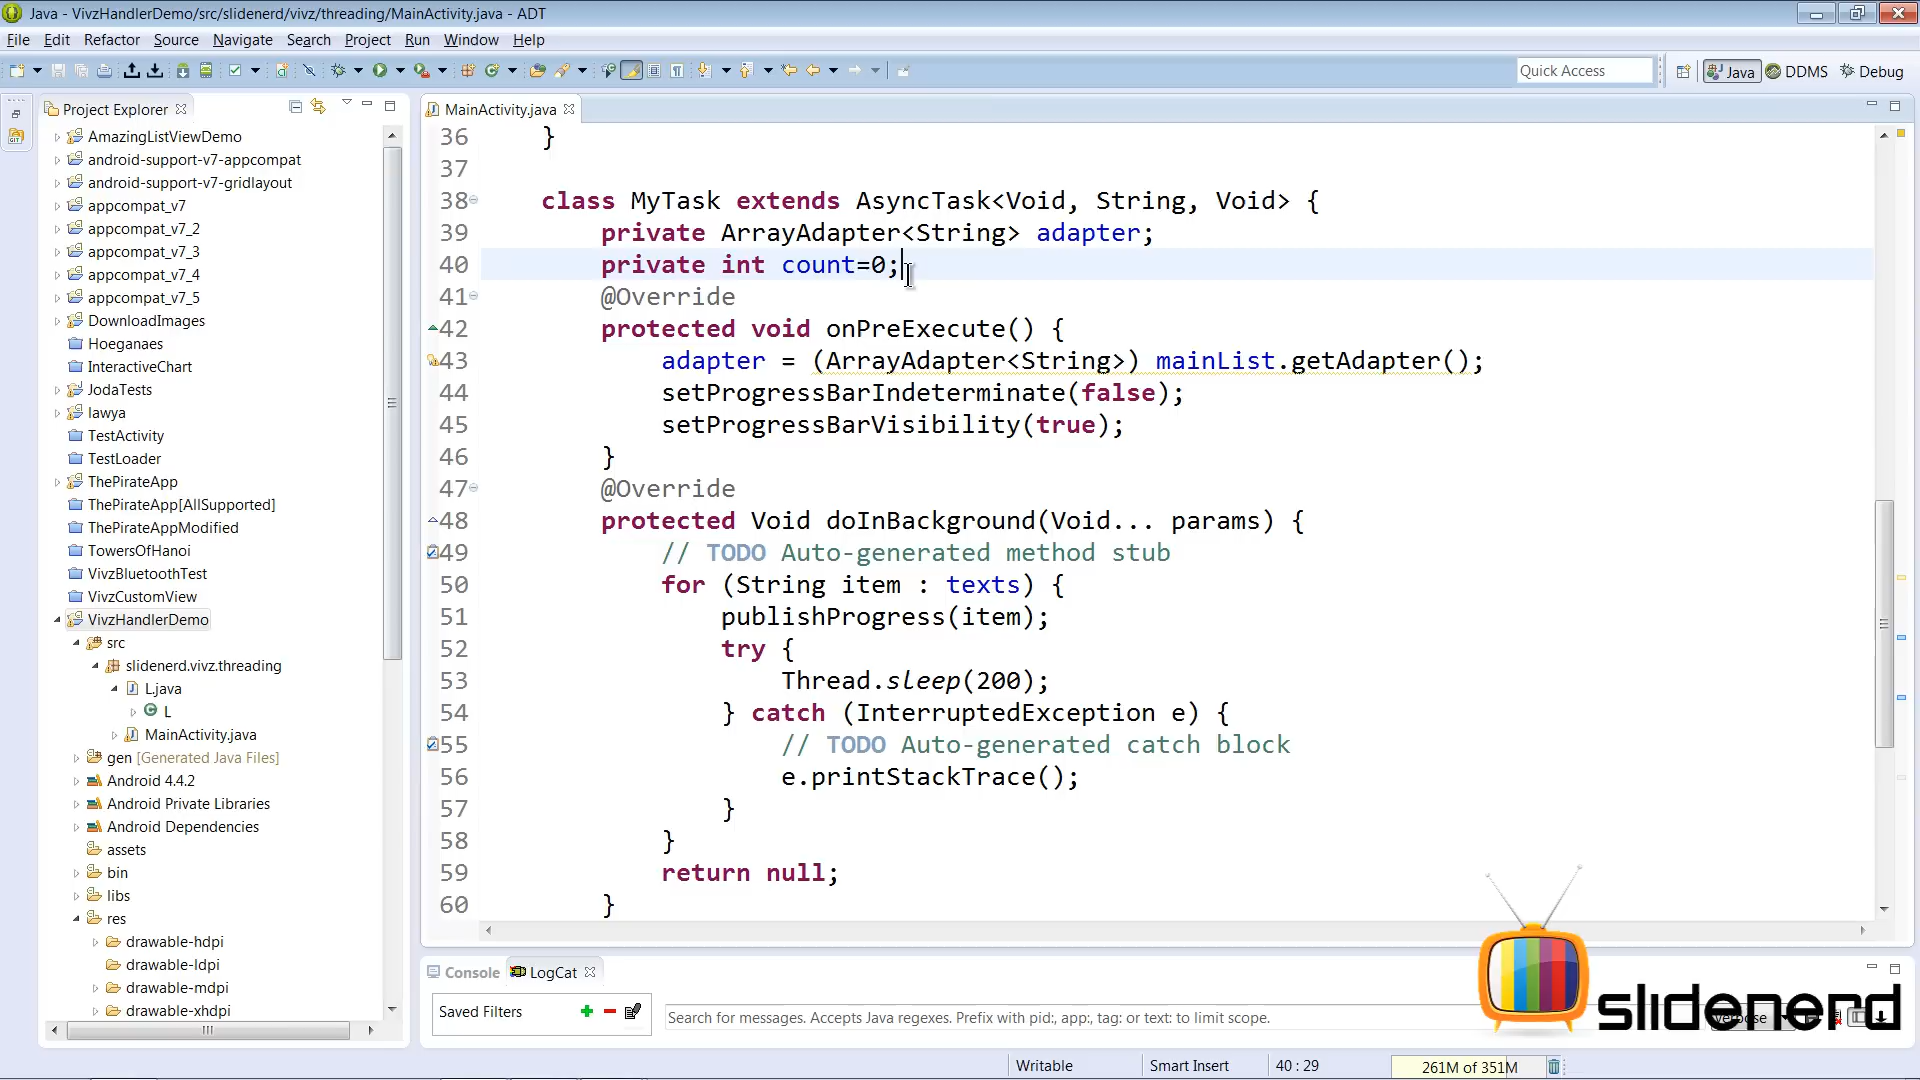 Java - VivzHandlerDemo/src/slidenerd/vivz/threading/MainActivity.java - ADT
File Edit Refactor Source Navigate Search Project Run Window Help
Quick Access
Java
DDMS
Debug
Project Explorer
AmazingListViewDemo
android-support-v7-appcompat
android-support-v7-gridlayout
appcompat_v7
appcompat_v7_2
appcompat_v7_3
appcompat_v7_4
appcompat_v7_5
DownloadImages
Hoeganaes
InteractiveChart
JodaTests
lawya
TestActivity
TestLoader
ThePirateApp
ThePirateApp[AllSupported]
ThePirateAppModified
TowersOfHanoi
VivzBluetoothTest
VivzCustomView
VivzHandlerDemo
src
slidenerd.vivz.threading
L.java
L
MainActivity.java
gen [Generated Java Files]
Android 4.4.2
Android Private Libraries
Android Dependencies
assets
bin
libs
res
drawable-hdpi
drawable-ldpi
drawable-mdpi
drawable-xhdpi
MainActivity.java
36 }
37
38 class MyTask extends AsyncTask<Void, String, Void> {
39 private ArrayAdapter<String> adapter;
40 private int count=0;
41 @Override
42 protected void onPreExecute() {
43 adapter = (ArrayAdapter<String>) mainList.getAdapter();
44 setProgressBarIndeterminate(false);
45 setProgressBarVisibility(true);
46 }
47 @Override
48 protected Void doInBackground(Void... params) {
49 // TODO Auto-generated method stub
50 for (String item : texts) {
51 publishProgress(item);
52 try {
53 Thread.sleep(200);
54 } catch (InterruptedException e) {
55 // TODO Auto-generated catch block
56 e.printStackTrace();
57 }
58 }
59 return null;
60 }
Console
LogCat
Saved Filters
Search for messages. Accepts Java regexes. Prefix with pid:, app:, tag: or text: to limit scope.
slidenerd
Writable
Smart Insert
40 : 29
261M of 351M